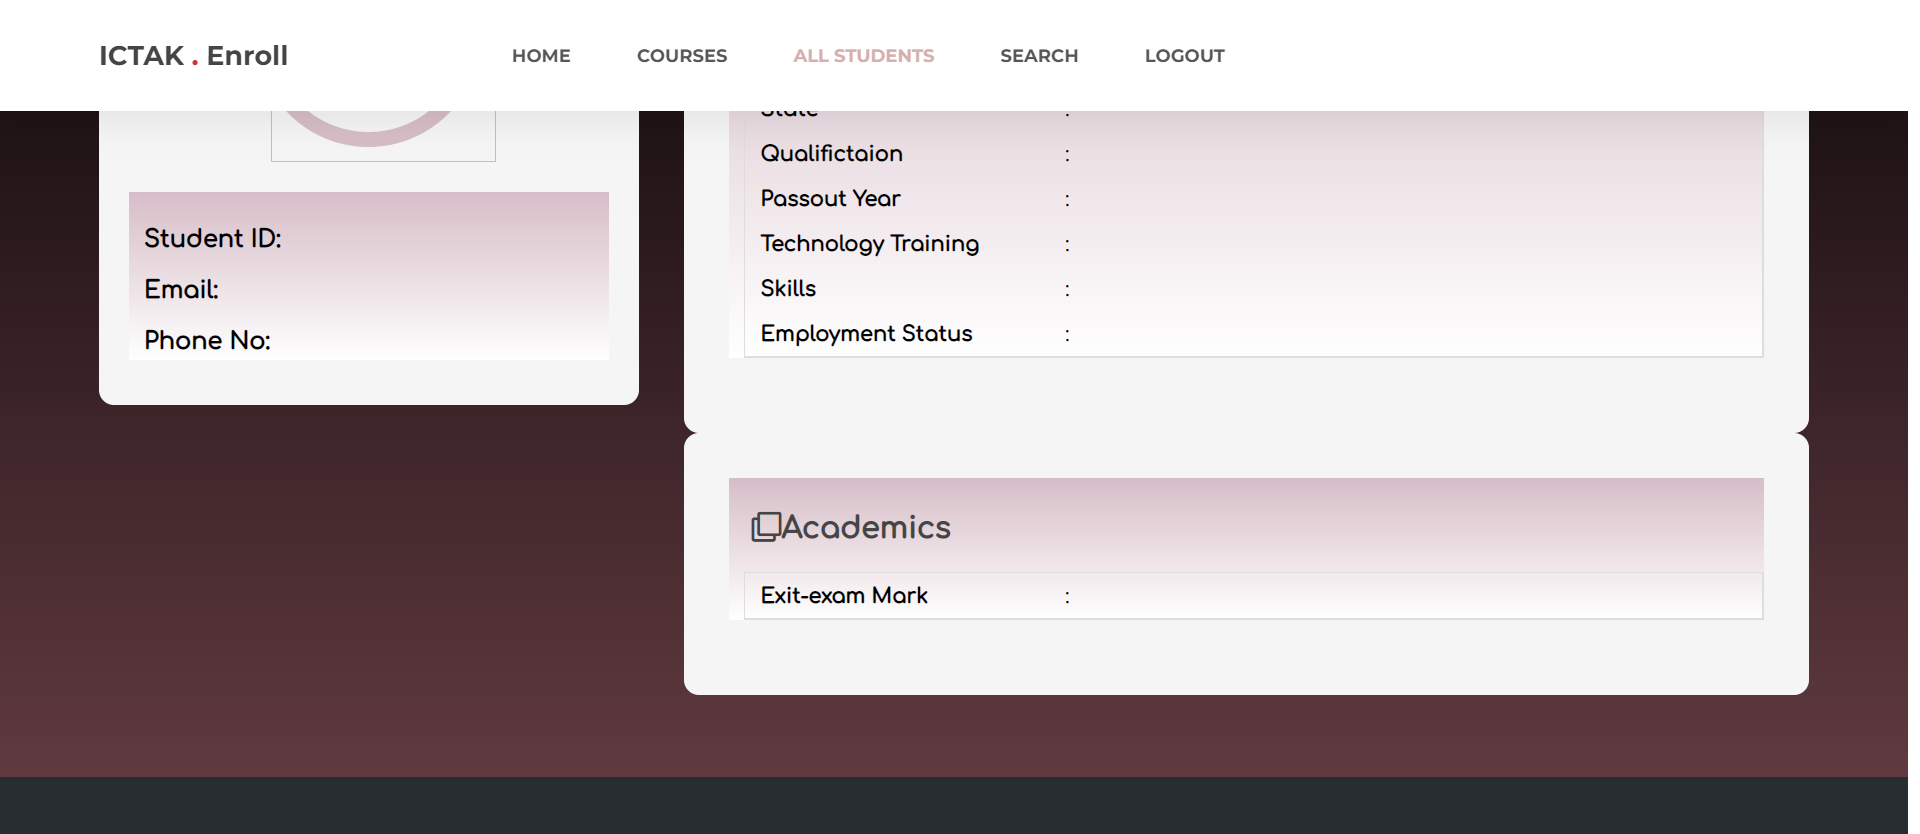 ICTAK . Enroll
HOME
COURSES
ALL STUDENTS
SEARCH
LOGOUT
Student ID:
Email:
Phone No:
State :
Qualifictaion :
Passout Year :
Technology Training :
Skills :
Employment Status :
Academics
Exit-exam Mark :